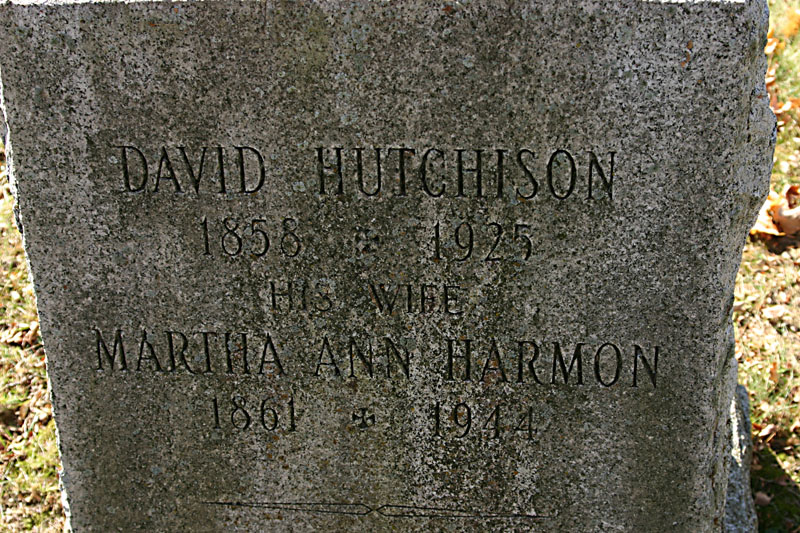 DAVID HUTCHISON
1858 ✠ 1925
HIS WIFE
MARTHA ANN HARMON
1861 ✠ 1944